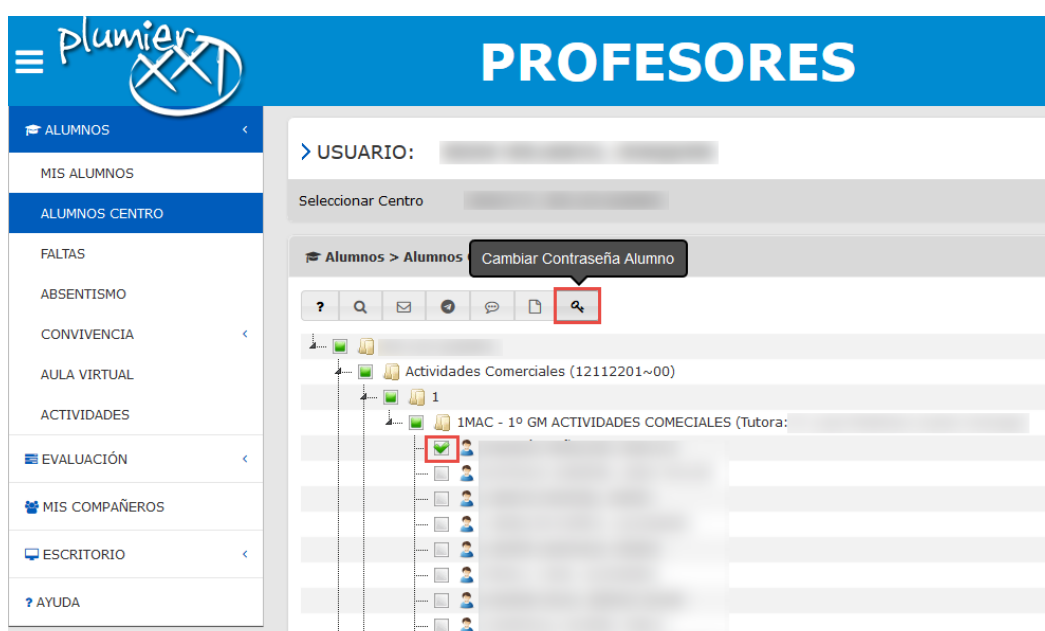 plumier
XXI
PROFESORES
ALUMNOS
MIS ALUMNOS
ALUMNOS CENTRO
FALTAS
ABSENTISMO
CONVIVENCIA
AULA VIRTUAL
ACTIVIDADES
EVALUACIÓN
MIS COMPAÑEROS
ESCRITORIO
? AYUDA
USUARIO:
Seleccionar Centro
Alumnos > Alumnos
Cambiar Contraseña Alumno
?
Actividades Comerciales (12112201~00)
1
1MAC - 1º GM ACTIVIDADES COMECIALES (Tutora: